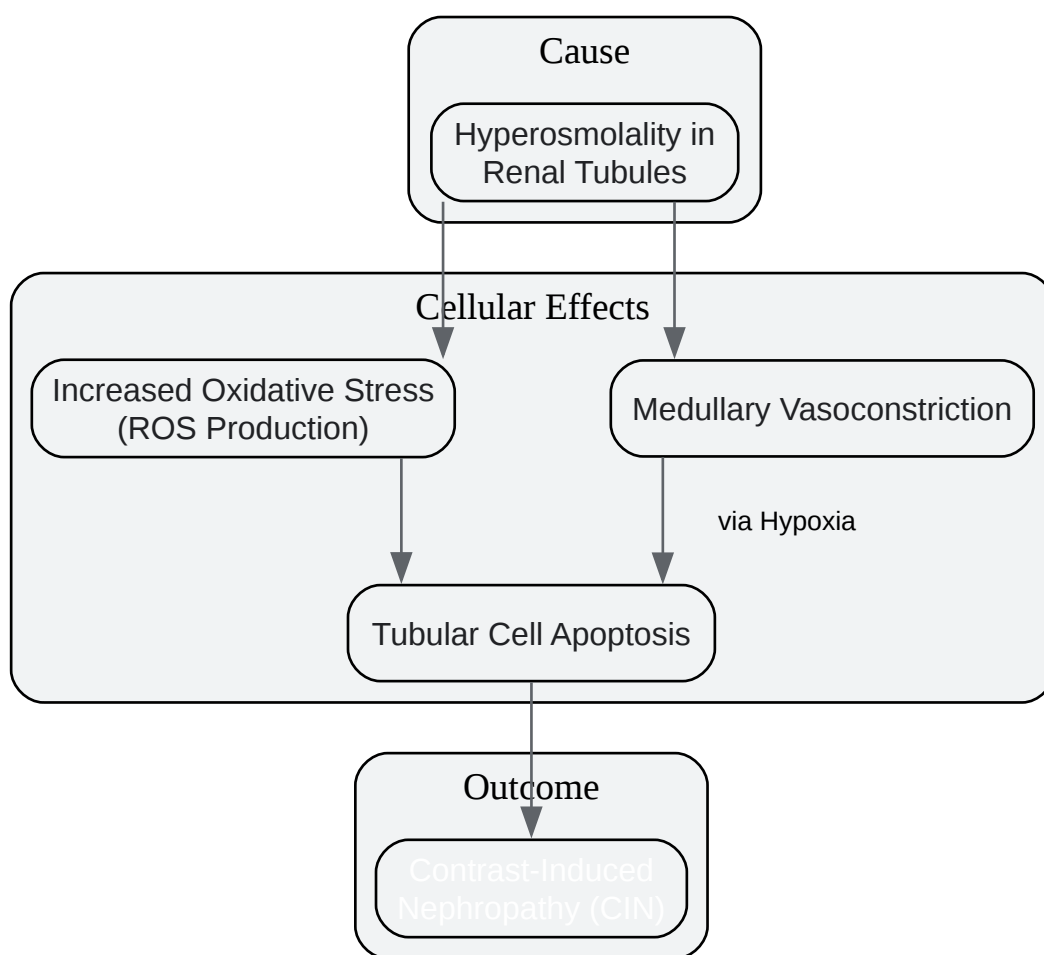 Cause
Hyperosmolality in
Renal Tubules
Cellular Effects
Increased Oxidative Stress
(ROS Production)
Medullary Vasoconstriction
via Hypoxia
Tubular Cell Apoptosis
Outcome
Contrast-Induced
Nephropathy (CIN)